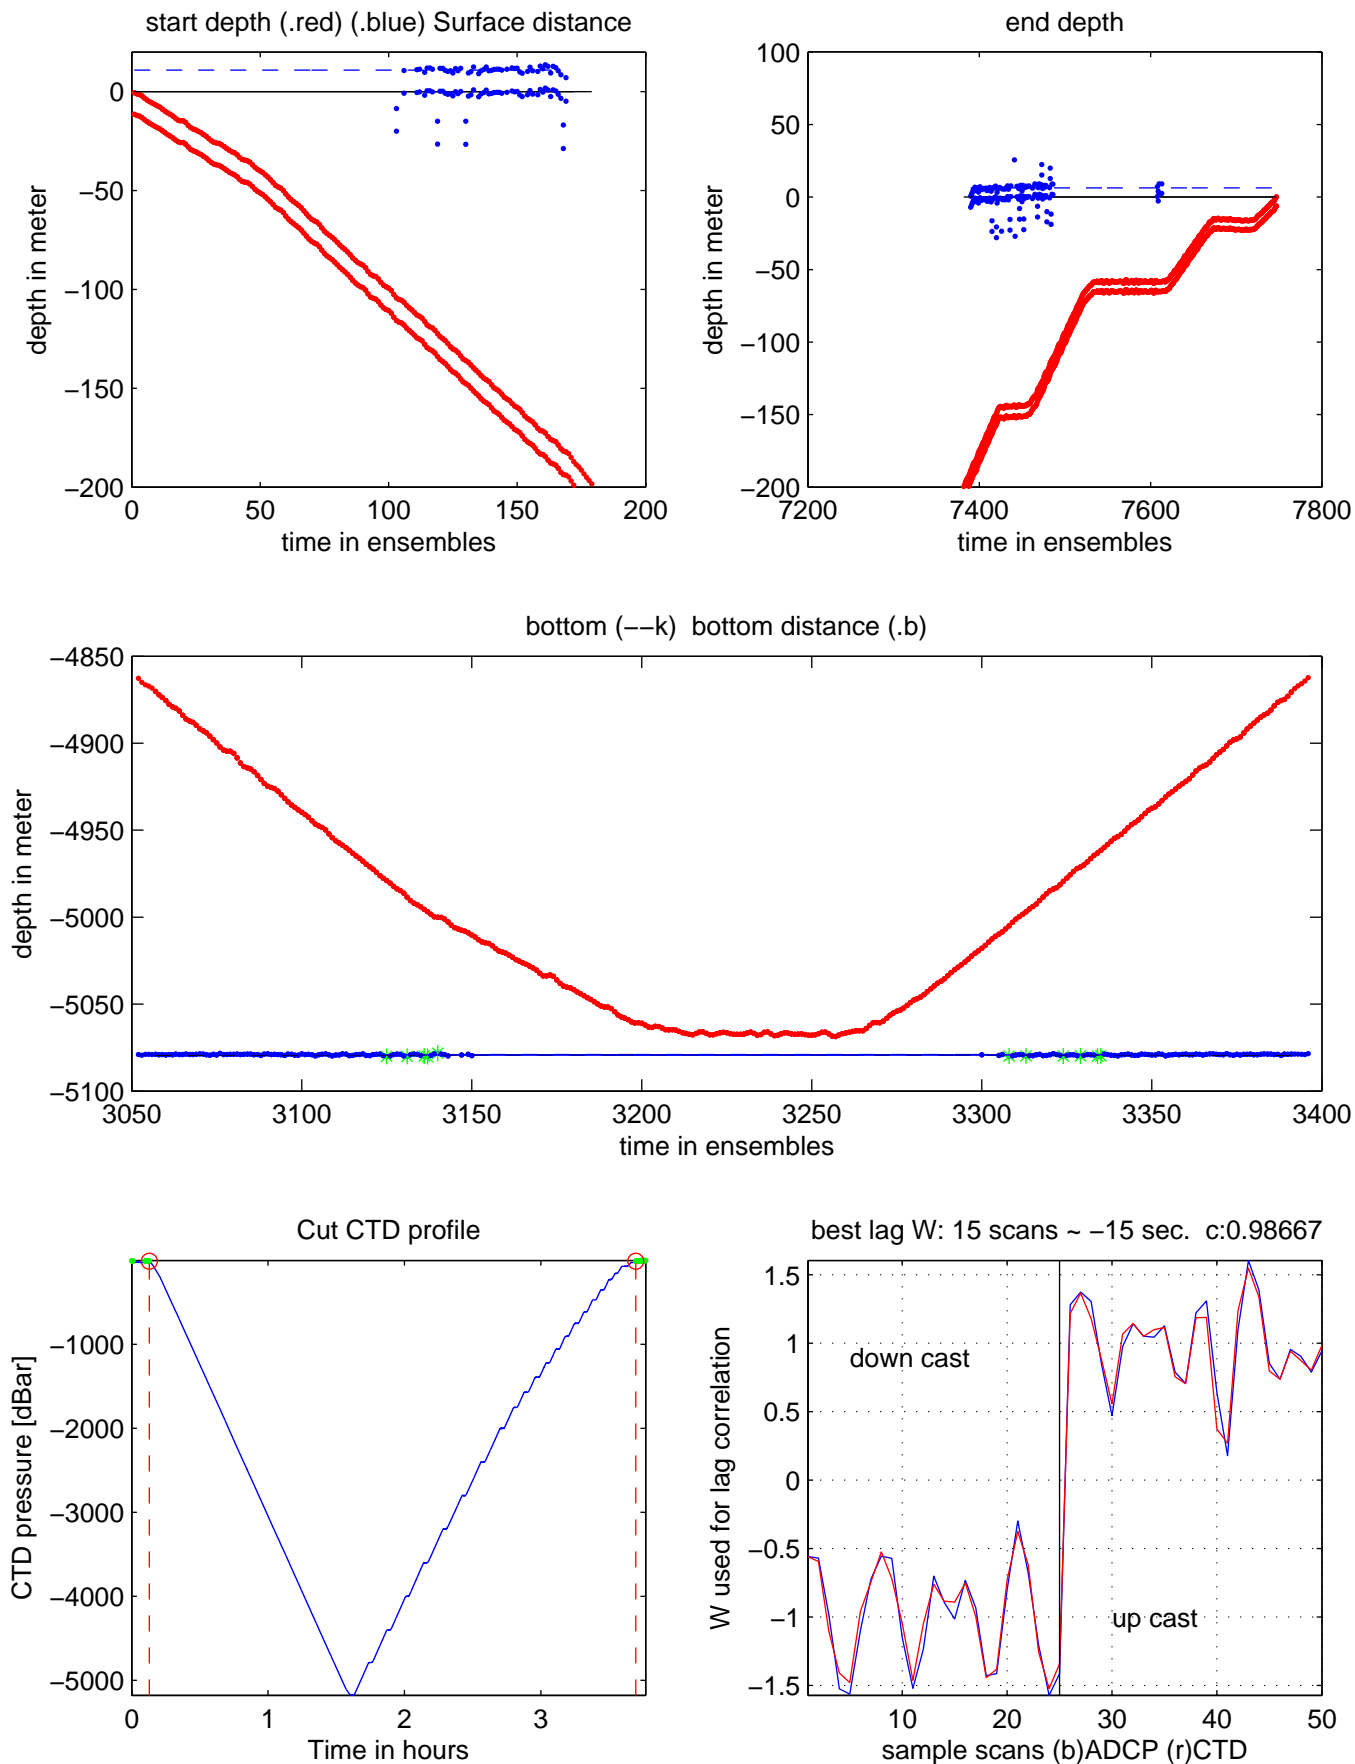 start depth (.red) (.blue) Surface distance
0
−50
−100
−150
−200
depth in meter
0 50 100 150 200
time in ensembles
end depth
100
50
0
−50
−100
−150
−200
depth in meter
7200 7400 7600 7800
time in ensembles
bottom (−−k)  bottom distance (.b)
−4850
−4900
−4950
−5000
−5050
−5100
depth in meter
3050 3100 3150 3200 3250 3300 3350 3400
time in ensembles
Cut CTD profile
−1000
−2000
−3000
−4000
−5000
CTD pressure [dBar]
0 1 2 3
Time in hours
best lag W: 15 scans ~ −15 sec.  c:0.98667
1.5
1
0.5
0
−0.5
−1
−1.5
W used for lag correlation
down cast
up cast
10 20 30 40 50
sample scans (b)ADCP (r)CTD